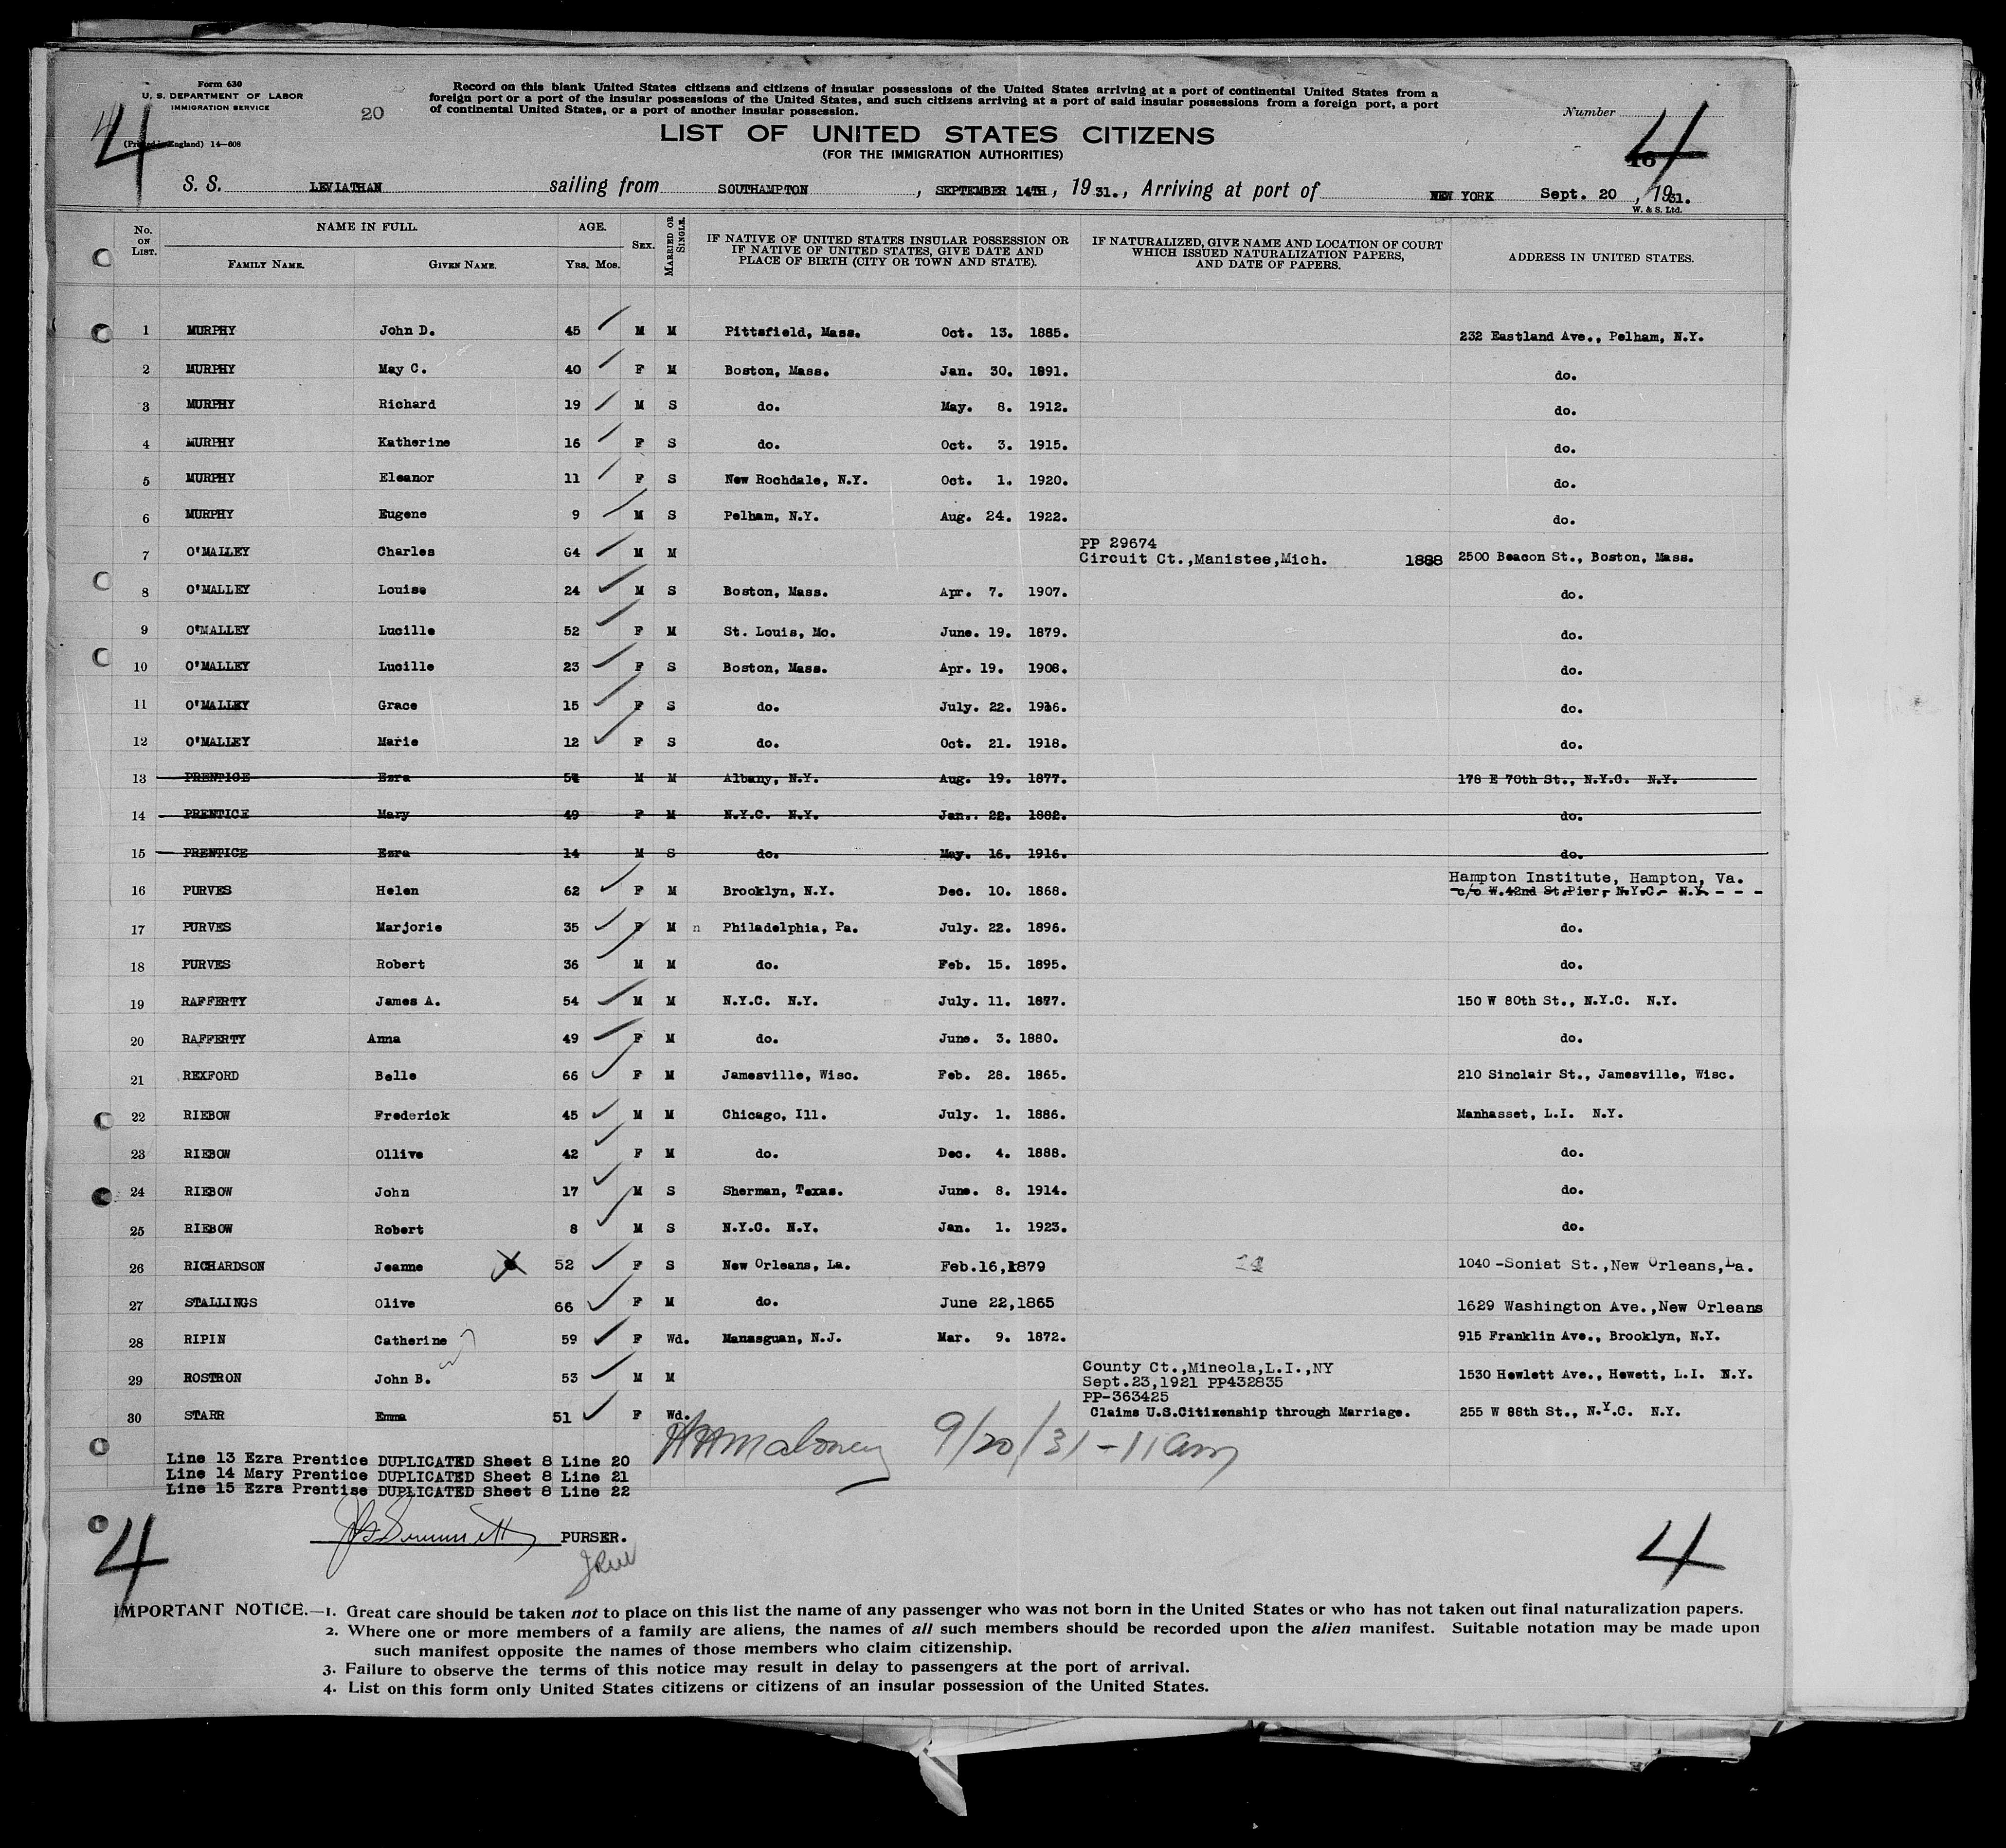 Form 630
U. S. DEPARTMENT OF LABOR
IMMIGRATION SERVICE
(Printed in England) 14—608
20
4
Record on this blank United States citizens and citizens of insular possessions of the United States arriving at a port of continental United States from a
foreign port or a port of the insular possessions of the United States, and such citizens arriving at a port of said insular possessions from a foreign port, a port
of continental United States, or a port of another insular possession.
Number
4
LIST OF UNITED STATES CITIZENS
(FOR THE IMMIGRATION AUTHORITIES)
S. S. LEVIATHAN sailing from SOUTHAMPTON, SEPTEMBER 14TH, 1931., Arriving at port of NEW YORK Sept. 20, 1931.
W. & S. Ltd.
No. ON LIST. NAME IN FULL. FAMILY NAME. GIVEN NAME. AGE. YRS. MOS. SEX. MARRIED OR SINGLE. IF NATIVE OF UNITED STATES INSULAR POSSESSION OR IF NATIVE OF UNITED STATES, GIVE DATE AND PLACE OF BIRTH (CITY OR TOWN AND STATE). IF NATURALIZED, GIVE NAME AND LOCATION OF COURT WHICH ISSUED NATURALIZATION PAPERS, AND DATE OF PAPERS. ADDRESS IN UNITED STATES.
1 MURPHY John D. 45 M M Pittsfield, Mass. Oct. 13. 1885. 232 Eastland Ave., Pelham, N.Y.
2 MURPHY May C. 40 F M Boston, Mass. Jan. 30. 1891. do.
3 MURPHY Richard 19 M S do. May. 8. 1912. do.
4 MURPHY Katherine 16 F S do. Oct. 3. 1915. do.
5 MURPHY Eleanor 11 F S New Rochdale, N.Y. Oct. 1. 1920. do.
6 MURPHY Eugene 9 M S Pelham, N.Y. Aug. 24. 1922. do.
7 O'MALLEY Charles 64 M M PP 29674 Circuit Ct.,Manistee,Mich. 1888 2500 Beacon St., Boston, Mass.
8 O'MALLEY Louise 24 M S Boston, Mass. Apr. 7. 1907. do.
9 O'MALLEY Lucille 52 F M St. Louis, Mo. June. 19. 1879. do.
10 O'MALLEY Lucille 23 F S Boston, Mass. Apr. 19. 1908. do.
11 O'MALLEY Grace 15 F S do. July. 22. 1916. do.
12 O'MALLEY Marie 12 F S do. Oct. 21. 1918. do.
13 PRENTICE Ezra 54 M M Albany, N.Y. Aug. 19. 1877. 178 E 70th St., N.Y.C. N.Y.
14 PRENTICE Mary 49 F M N.Y.C. N.Y. Jan.. 22. 1882. do.
15 PRENTICE Ezra 14 M S do. May. 16. 1916. do.
16 PURVES Helen 62 F M Brooklyn, N.Y. Dec. 10. 1868. Hampton Institute, Hampton, Va.
c/o W.42nd St.Pier, N.Y.C. N.Y.
17 PURVES Marjorie 35 F M n Philadelphia, Pa. July. 22. 1896. do.
18 PURVES Robert 36 M M do. Feb. 15. 1895. do.
19 RAFFERTY James A. 54 M M N.Y.C. N.Y. July. 11. 1877. 150 W 80th St., N.Y.C. N.Y.
20 RAFFERTY Anna 49 F M do. June. 3. 1880. do.
21 REXFORD Belle 66 F M Jamesville, Wisc. Feb. 28. 1865. 210 Sinclair St., Jamesville, Wisc.
22 RIEBOW Frederick 45 M M Chicago, Ill. July. 1. 1886. Manhasset, L.I. N.Y.
23 RIEBOW Ollive 42 F M do. Dec. 4. 1888. do.
24 RIEBOW John 17 M S Sherman, Texas. June. 8. 1914. do.
25 RIEBOW Robert 8 M S N.Y.C. N.Y. Jan. 1. 1923. do.
26 RICHARDSON Jeanne 52 F S New Orleans, La. Feb.16,1879 1040 -Soniat St.,New Orleans,La.
27 STALLINGS Olive 66 F M do. June 22,1865 1629 Washington Ave.,New Orleans
28 RIPIN Catherine 59 F Wd. Manasguan, N.J. Mar. 9. 1872. 915 Franklin Ave., Brooklyn, N.Y.
29 ROSTRON John B. 53 M M County Ct.,Mineola,L.I.,NY Sept.23,1921 PP432835 1530 Hewlett Ave., Hewett, L.I. N.Y.
30 STARR Emma 51 F Wd. PP-363425 Claims U.S.Citizenship through Marriage. 255 W 88th St., N.Y.C. N.Y.
Maloney 9/20/31 - 11 am
Line 13 Ezra Prentice DUPLICATED Sheet 8 Line 20
Line 14 Mary Prentice DUPLICATED Sheet 8 Line 21
Line 15 Ezra Prentise DUPLICATED Sheet 8 Line 22
PURSER.
4
4
IMPORTANT NOTICE.—1. Great care should be taken not to place on this list the name of any passenger who was not born in the United States or who has not taken out final naturalization papers.
2. Where one or more members of a family are aliens, the names of all such members should be recorded upon the alien manifest. Suitable notation may be made upon
such manifest opposite the names of those members who claim citizenship.
3. Failure to observe the terms of this notice may result in delay to passengers at the port of arrival.
4. List on this form only United States citizens or citizens of an insular possession of the United States.